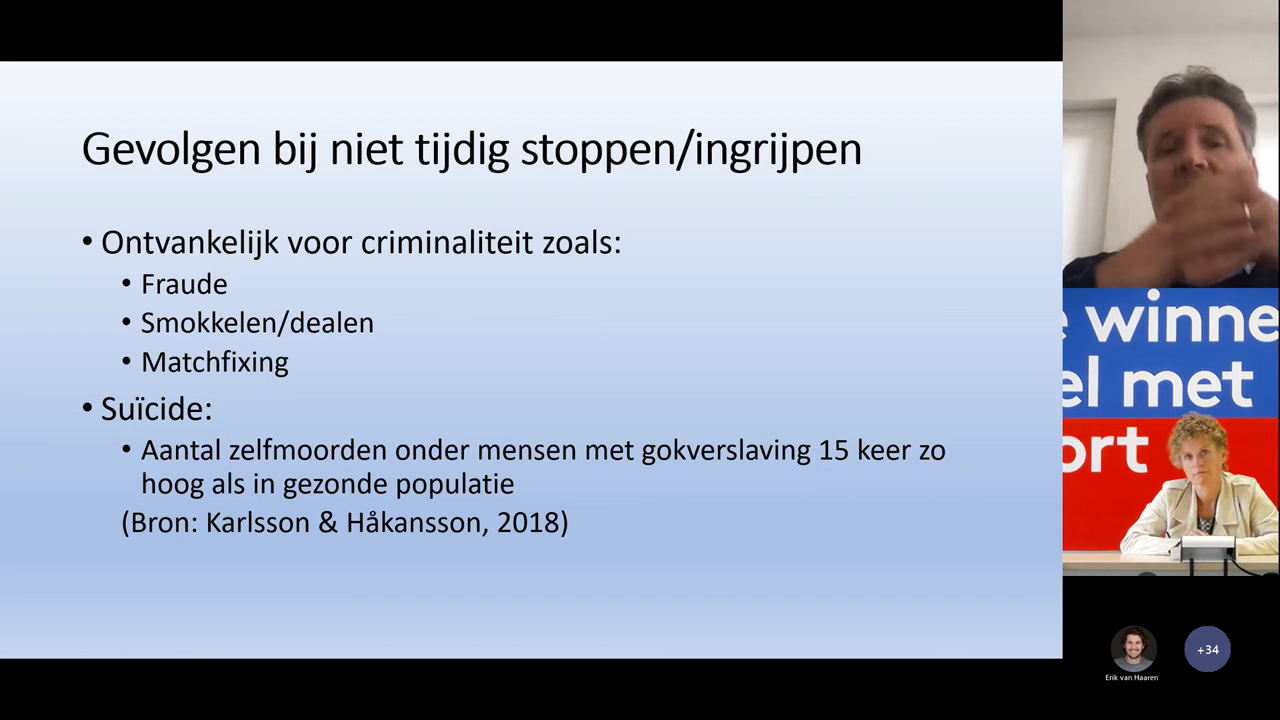 Gevolgen bij niet tijdig stoppen/ingrijpen
• Ontvankelijk voor criminaliteit zoals:
• Fraude
• Smokkelen/dealen
• Matchfixing
• Suïcide:
• Aantal zelfmoorden onder mensen met gokverslaving 15 keer zo
hoog als in gezonde populatie
(Bron: Karlsson & Håkansson, 2018)
e winne
el met
ort
Erik van Haaren
+34